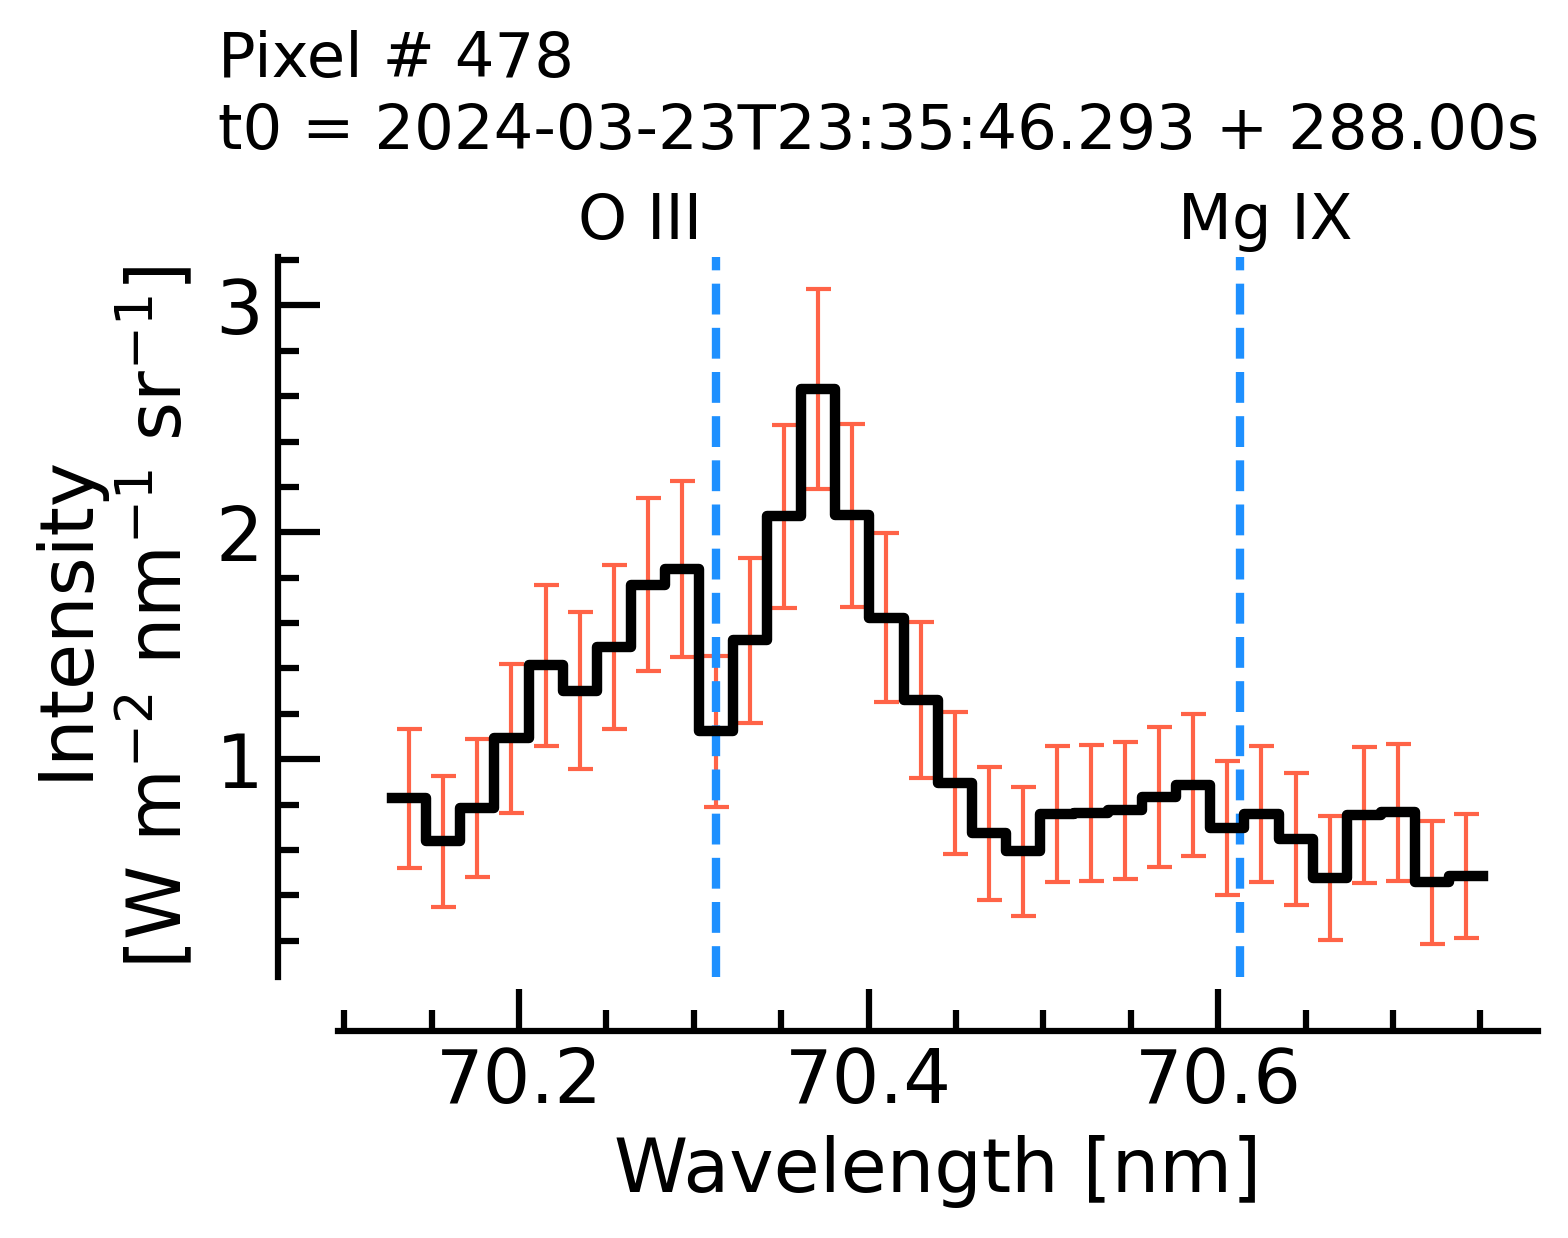 Pixel # 478
t0 = 2024-03-23T23:35:46.293 + 288.00s
O III
Mg IX
Intensity
[W m⁻² nm⁻¹ sr⁻¹]
3
2
1
70.2
70.4
70.6
Wavelength [nm]